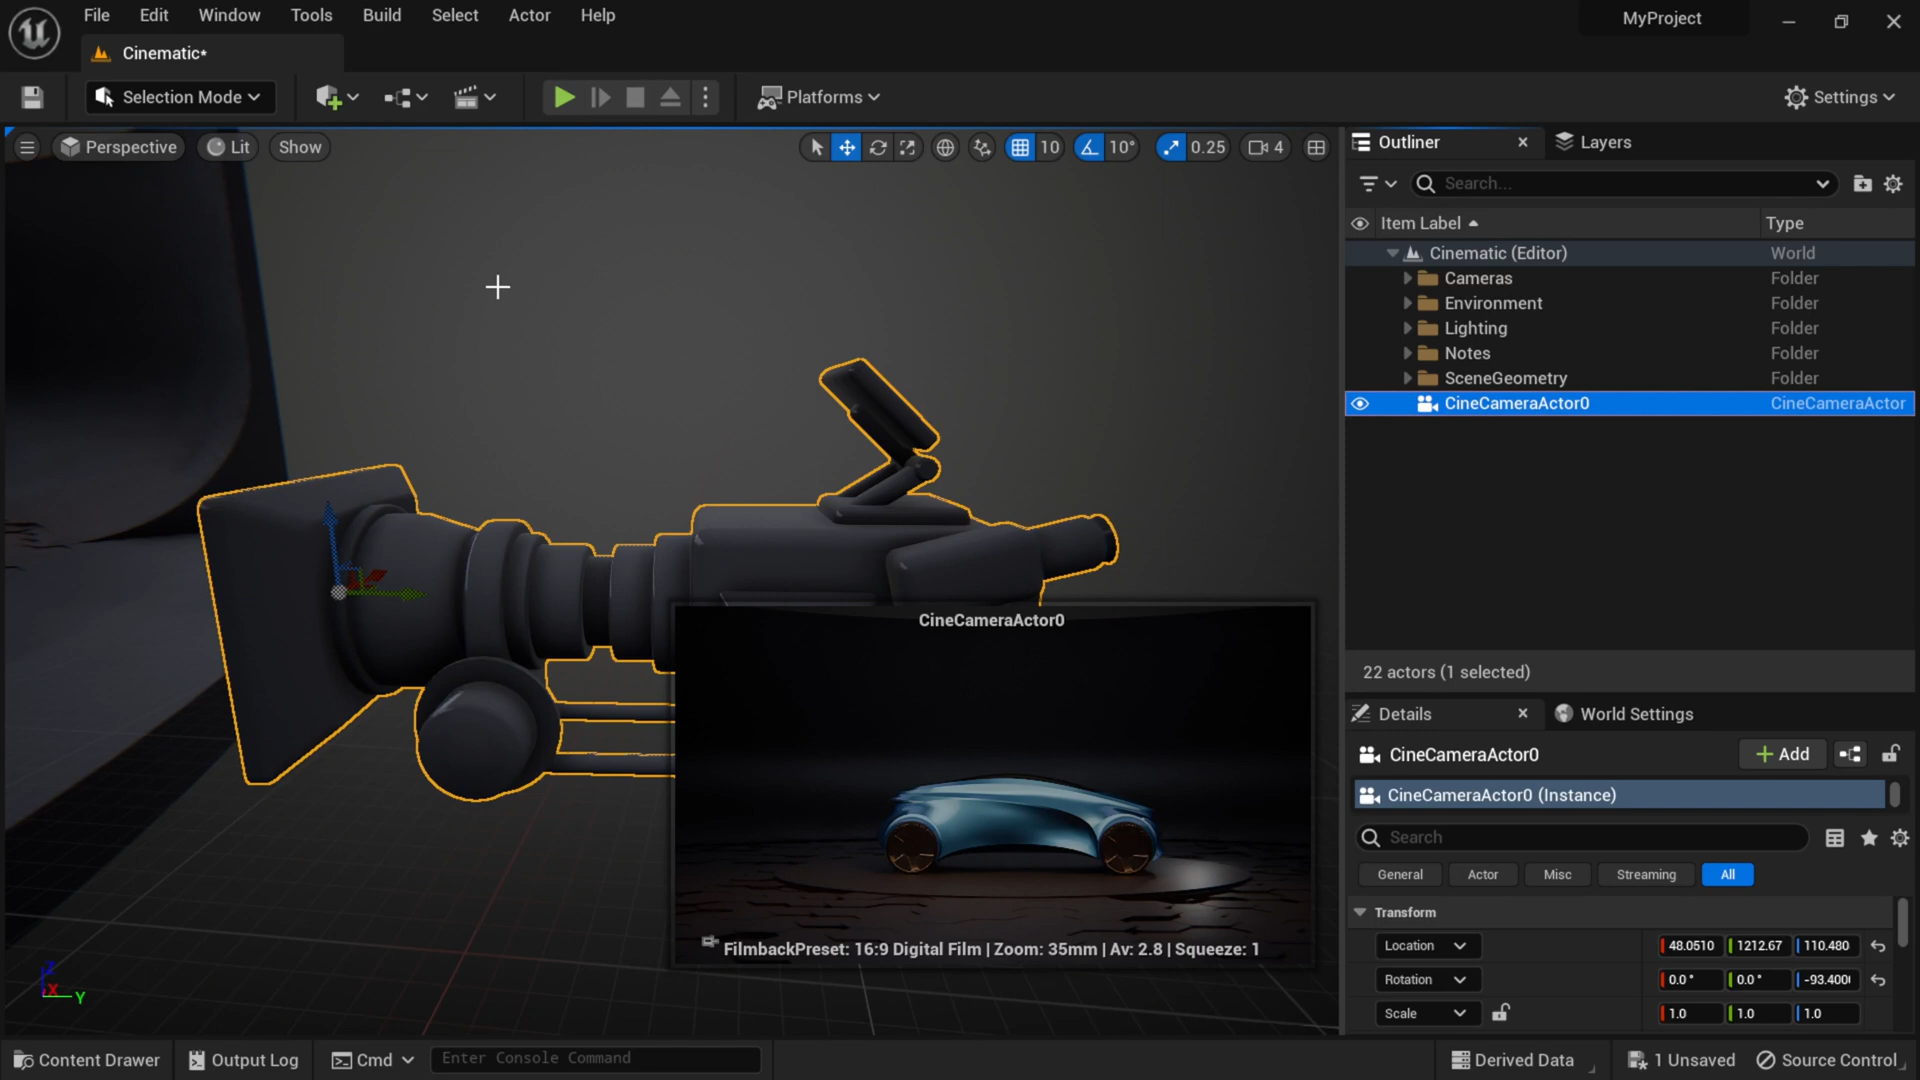 File Edit Window Tools Build Select Actor Help
MyProject
Cinematic*
Selection Mode
Platforms
Settings
Perspective
Lit
Show
10
10°
0.25
4
Outliner
Layers
Search...
Item Label
Type
Cinematic (Editor) World
Cameras Folder
Environment Folder
Lighting Folder
Notes Folder
SceneGeometry Folder
CineCameraActor0 CineCameraActor
22 actors (1 selected)
Details
World Settings
CineCameraActor0
Add
CineCameraActor0 (Instance)
Search
General Actor Misc Streaming All
Transform
Location 48.0510 1212.67 110.480
Rotation 0.0° 0.0° -93.400
Scale 1.0 1.0 1.0
CineCameraActor0
FilmbackPreset: 16:9 Digital Film | Zoom: 35mm | Av: 2.8 | Squeeze: 1
Z
X
Y
Content Drawer
Output Log
Cmd
Enter Console Command
Derived Data
1 Unsaved
Source Control